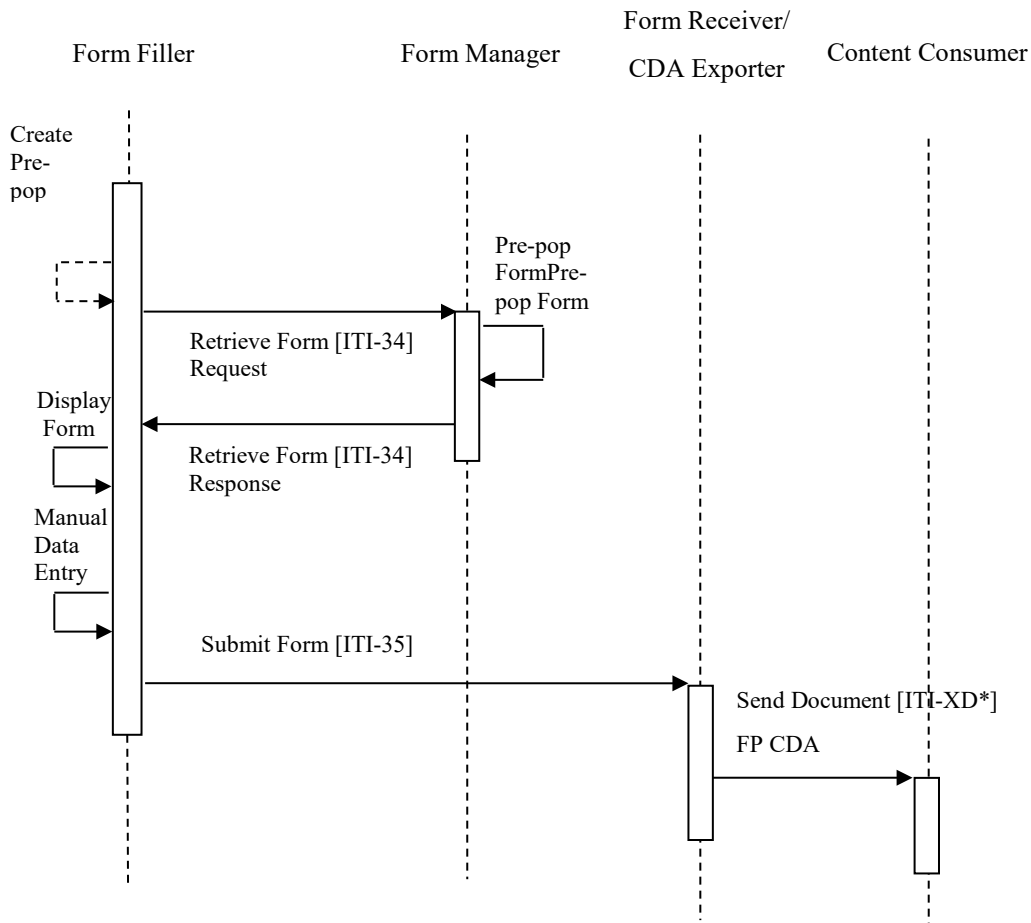 Form Filler
Form Manager
Form Receiver/
CDA Exporter
Content Consumer
Create
Pre-
pop
Pre-pop
FormPre-
pop Form
Retrieve Form [ITI-34]
Request
Display
Form
Retrieve Form [ITI-34]
Response
Manual
Data
Entry
Submit Form [ITI-35]
Send Document [ITI-XD*]
FP CDA